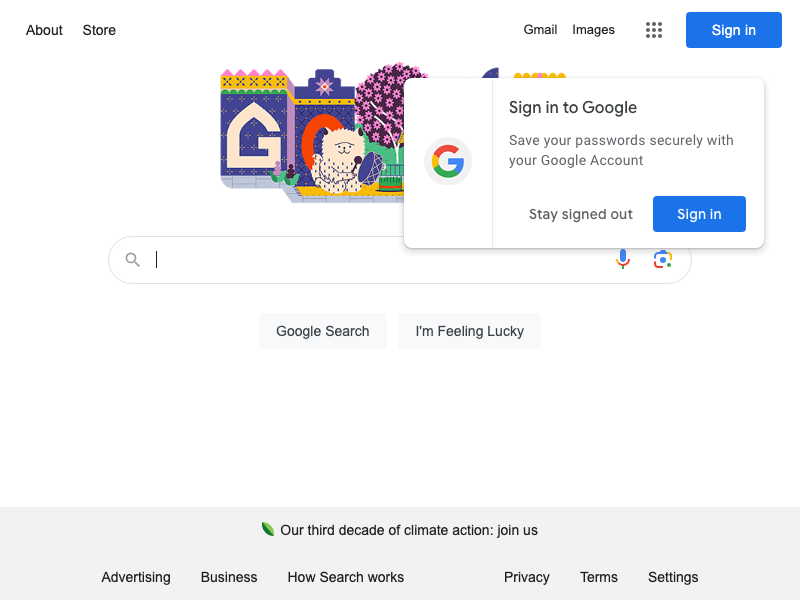 About Store Gmail Images Sign in
Sign in to Google
Save your passwords securely with
your Google Account
Stay signed out Sign in
Google Search I'm Feeling Lucky
Our third decade of climate action: join us
Advertising Business How Search works Privacy Terms Settings